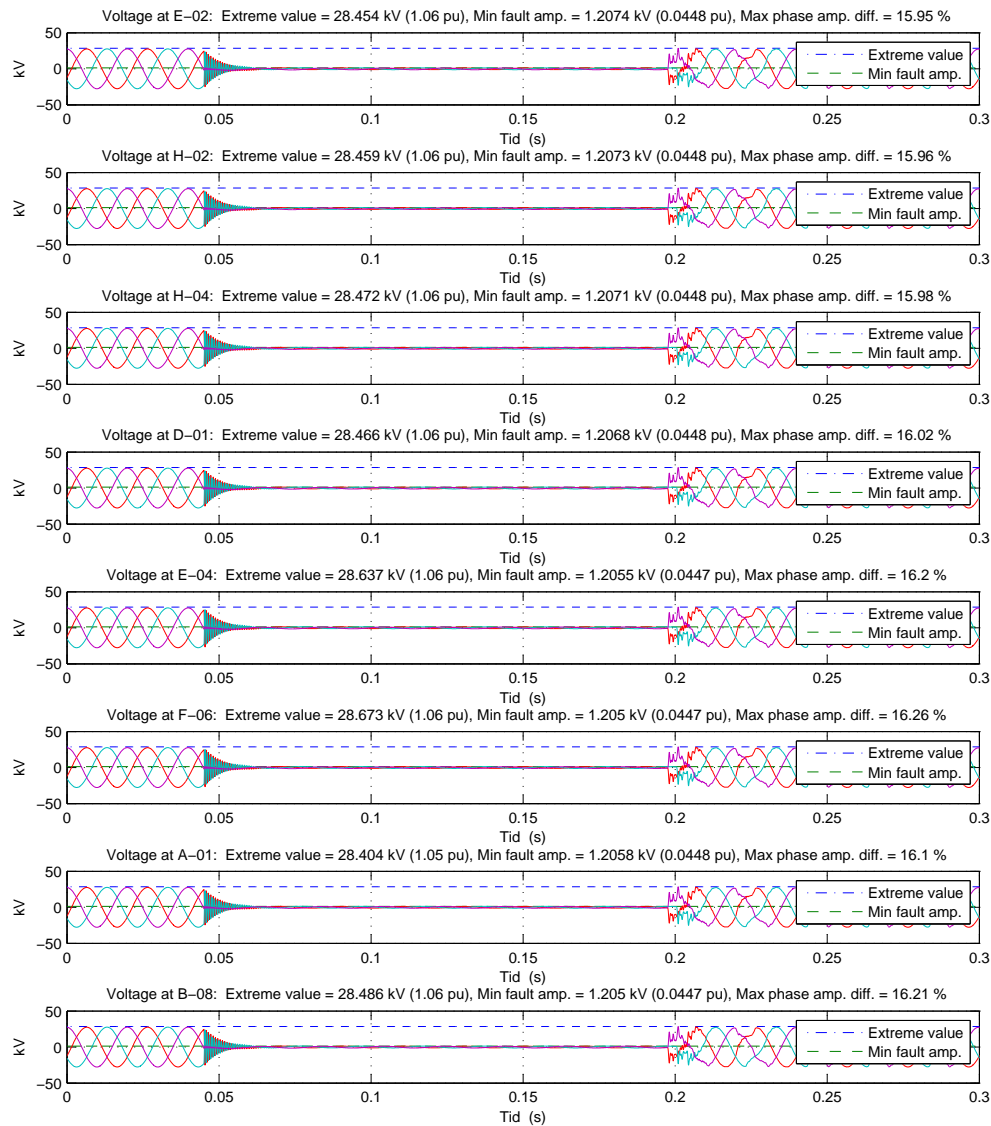 Voltage at E−02: Extreme value = 28.454 kV (1.06 pu), Min fault amp. = 1.2074 kV (0.0448 pu), Max phase amp. diff. = 15.95 %
50
0
−50
kV
Extreme value
Min fault amp.
0 0.05 0.1 0.15 0.2 0.25 0.3
Tid (s)
Voltage at H−02: Extreme value = 28.459 kV (1.06 pu), Min fault amp. = 1.2073 kV (0.0448 pu), Max phase amp. diff. = 15.96 %
50
0
−50
kV
Extreme value
Min fault amp.
0 0.05 0.1 0.15 0.2 0.25 0.3
Tid (s)
Voltage at H−04: Extreme value = 28.472 kV (1.06 pu), Min fault amp. = 1.2071 kV (0.0448 pu), Max phase amp. diff. = 15.98 %
50
0
−50
kV
Extreme value
Min fault amp.
0 0.05 0.1 0.15 0.2 0.25 0.3
Tid (s)
Voltage at D−01: Extreme value = 28.466 kV (1.06 pu), Min fault amp. = 1.2068 kV (0.0448 pu), Max phase amp. diff. = 16.02 %
50
0
−50
kV
Extreme value
Min fault amp.
0 0.05 0.1 0.15 0.2 0.25 0.3
Tid (s)
Voltage at E−04: Extreme value = 28.637 kV (1.06 pu), Min fault amp. = 1.2055 kV (0.0447 pu), Max phase amp. diff. = 16.2 %
50
0
−50
kV
Extreme value
Min fault amp.
0 0.05 0.1 0.15 0.2 0.25 0.3
Tid (s)
Voltage at F−06: Extreme value = 28.673 kV (1.06 pu), Min fault amp. = 1.205 kV (0.0447 pu), Max phase amp. diff. = 16.26 %
50
0
−50
kV
Extreme value
Min fault amp.
0 0.05 0.1 0.15 0.2 0.25 0.3
Tid (s)
Voltage at A−01: Extreme value = 28.404 kV (1.05 pu), Min fault amp. = 1.2058 kV (0.0448 pu), Max phase amp. diff. = 16.1 %
50
0
−50
kV
Extreme value
Min fault amp.
0 0.05 0.1 0.15 0.2 0.25 0.3
Tid (s)
Voltage at B−08: Extreme value = 28.486 kV (1.06 pu), Min fault amp. = 1.205 kV (0.0447 pu), Max phase amp. diff. = 16.21 %
50
0
−50
kV
Extreme value
Min fault amp.
0 0.05 0.1 0.15 0.2 0.25 0.3
Tid (s)